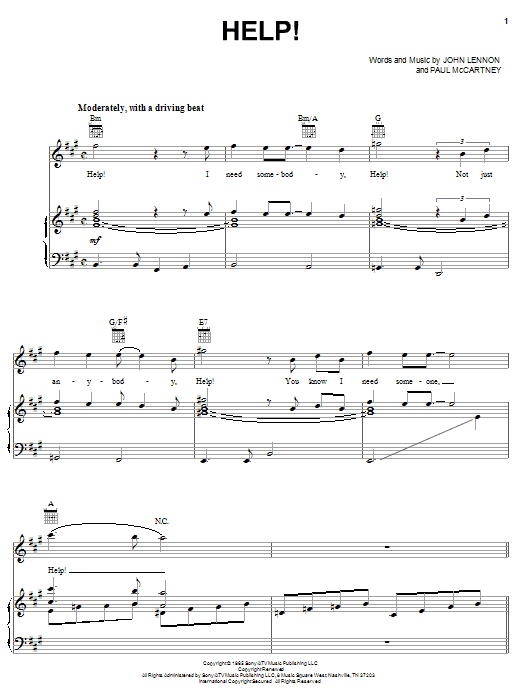 HELP!
1
Words and Music by JOHN LENNON
and PAUL McCARTNEY
Moderately, with a driving beat
Bm Bm/A G
3
Help! I need some-bod - y, Help! Not just
mf
G/F# E7
an - y-bod - y, Help! You know I need some-one,
A N.C.
Help!
Copyright © 1965 Sony/ATV Music Publishing LLC
Copyright Renewed
All Rights Administered by Sony/ATV Music Publishing LLC, 8 Music Square West, Nashville, TN 37203
International Copyright Secured All Rights Reserved